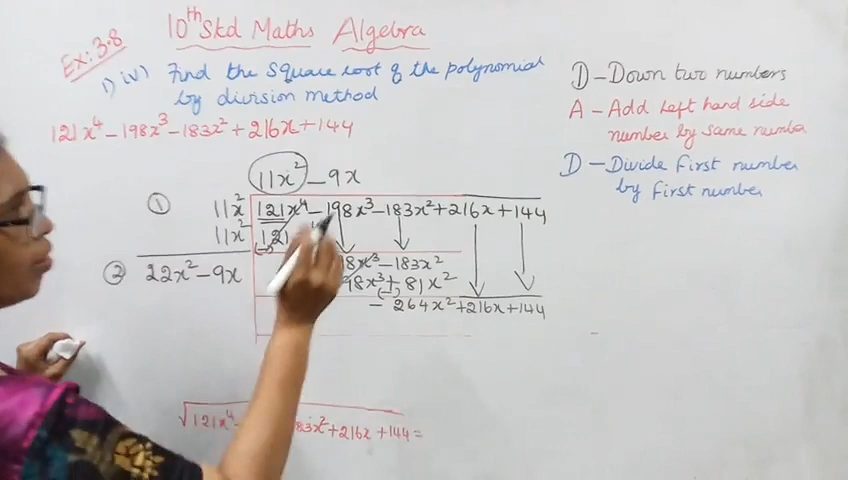 10th Std Maths Algebra
Ex: 3.8
1) iv) Find the Square root of the polynomial
by division method
121x⁴ - 198x³ - 183x² + 216x + 144
D - Down two numbers
A - Add Left hand side
number by same number
D - Divide First number
by First number
11x² - 9x
① 11x² 121x⁴ - 198x³ - 183x² + 216x + 144
11x² 121
(-)
② 22x² - 9x 98x³ - 183x²
98x³ + 81x²
(-)
- 264x² + 216x + 144
√121x⁴ - 83x² + 216x + 144 =